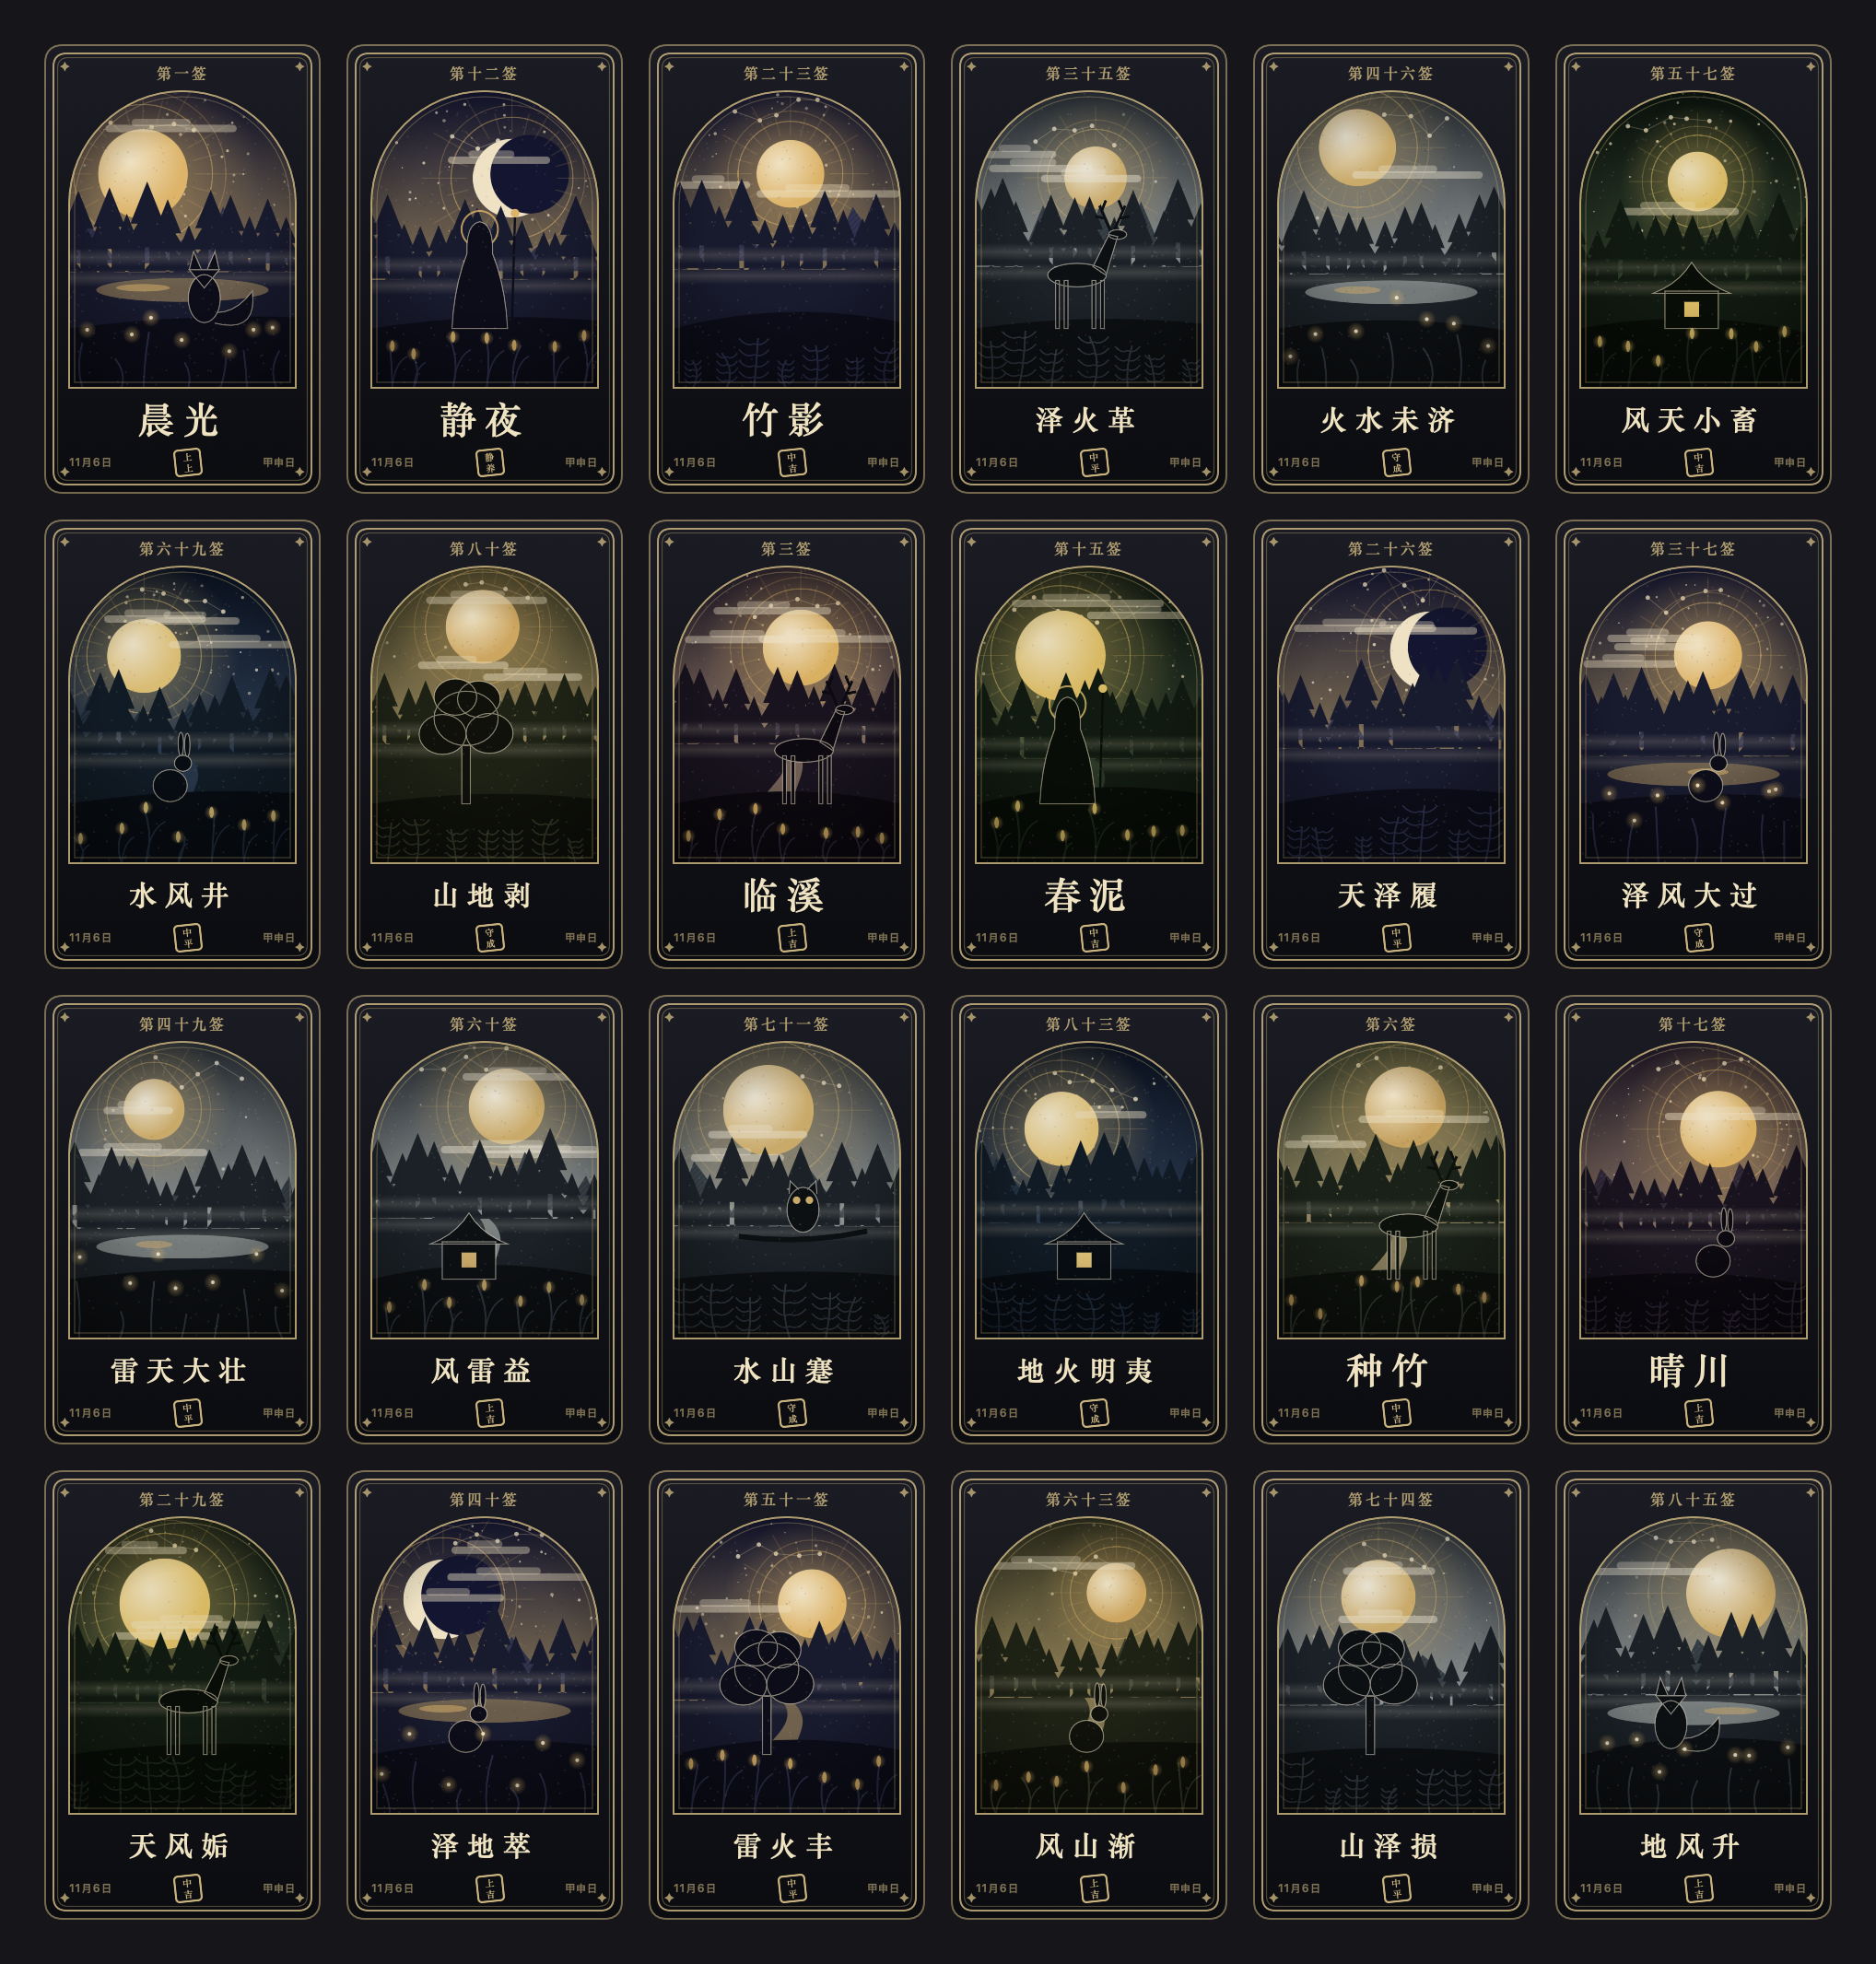 第一签
晨光
11月6日 上上 甲申日
第十二签
静夜
11月6日 静养 甲申日
第二十三签
竹影
11月6日 中吉 甲申日
第三十五签
泽火革
11月6日 中平 甲申日
第四十六签
火水未济
11月6日 守成 甲申日
第五十七签
风天小畜
11月6日 中吉 甲申日
第六十九签
水风井
11月6日 中平 甲申日
第八十签
山地剥
11月6日 守成 甲申日
第三签
临溪
11月6日 上吉 甲申日
第十五签
春泥
11月6日 中吉 甲申日
第二十六签
天泽履
11月6日 中平 甲申日
第三十七签
泽风大过
11月6日 守成 甲申日
第四十九签
雷天大壮
11月6日 中平 甲申日
第六十签
风雷益
11月6日 上吉 甲申日
第七十一签
水山蹇
11月6日 守成 甲申日
第八十三签
地火明夷
11月6日 守成 甲申日
第六签
种竹
11月6日 中吉 甲申日
第十七签
晴川
11月6日 上吉 甲申日
第二十九签
天风姤
11月6日 中吉 甲申日
第四十签
泽地萃
11月6日 上吉 甲申日
第五十一签
雷火丰
11月6日 中平 甲申日
第六十三签
风山渐
11月6日 上吉 甲申日
第七十四签
山泽损
11月6日 中平 甲申日
第八十五签
地风升
11月6日 上吉 甲申日